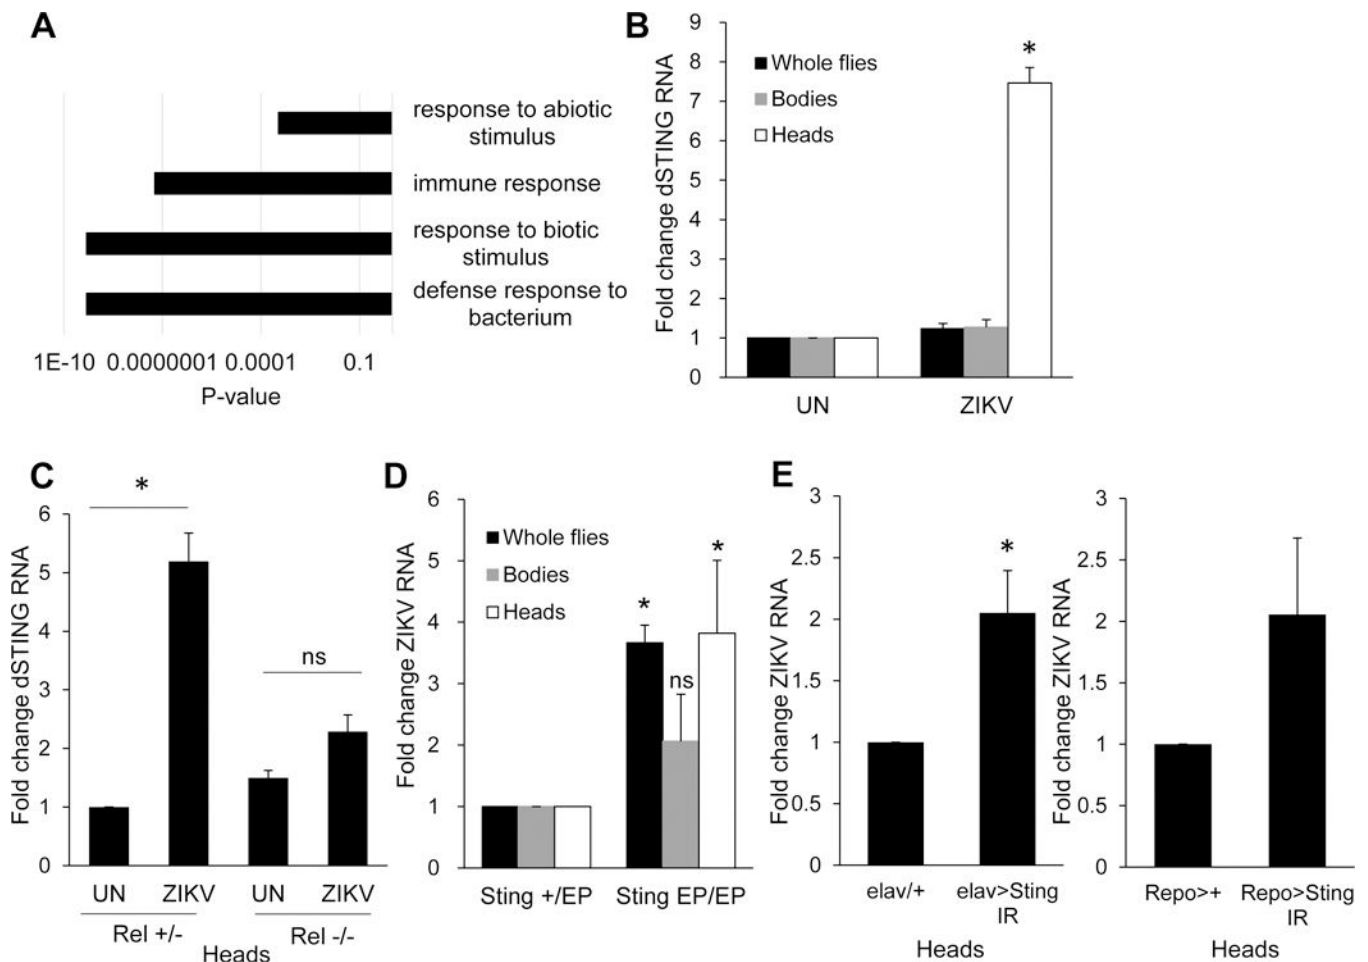 A
response to abiotic
stimulus
immune response
response to biotic
stimulus
defense response to
bacterium
1E-10 0.0000001 0.0001 0.1
P-value
B
Fold change dSTING RNA
9
8
7
6
5
4
3
2
1
0
Whole flies
Bodies
Heads
*
UN ZIKV
C
Fold change dSTING RNA
6
5
4
3
2
1
0
*
ns
UN ZIKV UN ZIKV
Rel +/- Rel -/-
Heads
D
Fold change ZIKV RNA
6
5
4
3
2
1
0
Whole flies
Bodies
Heads
*
ns
*
Sting +/EP Sting EP/EP
E
Fold change ZIKV RNA
3
2.5
2
1.5
1
0.5
0
*
elav/+ elav>Sting
IR
Heads
Fold change ZIKV RNA
3
2.5
2
1.5
1
0.5
0
Repo>+ Repo>Sting
IR
Heads